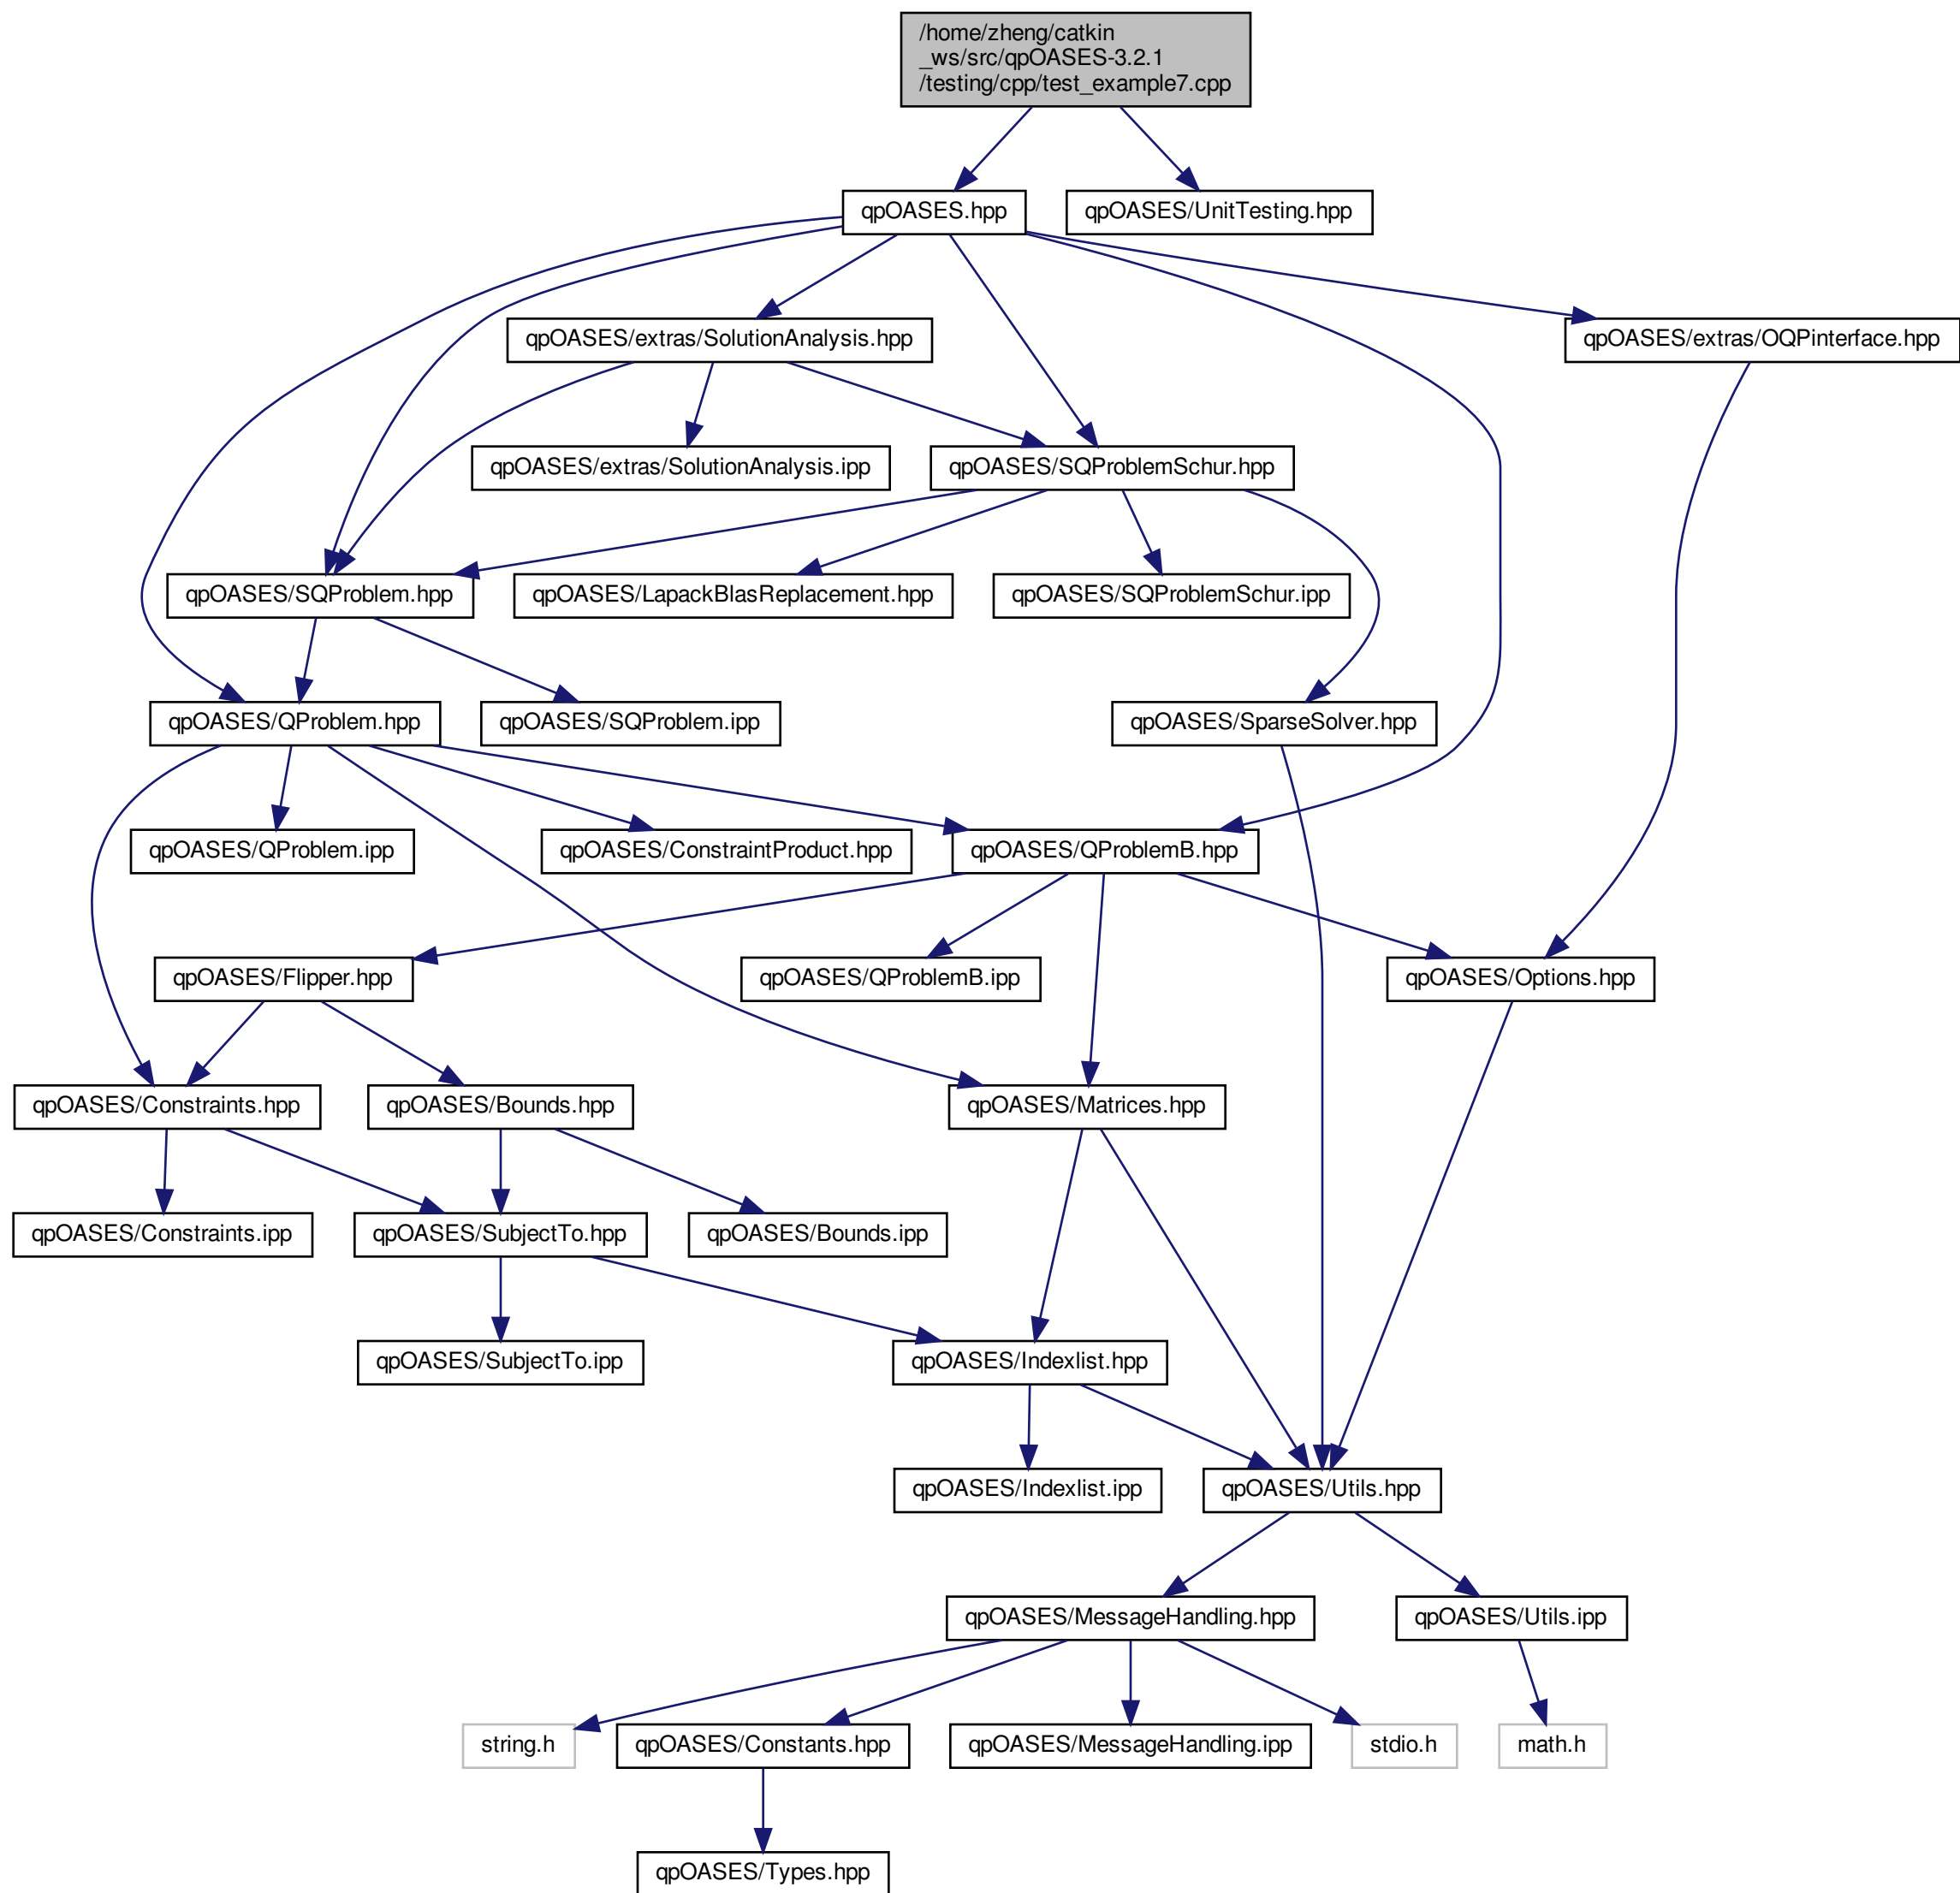 /home/zheng/catkin
_ws/src/qpOASES-3.2.1
/testing/cpp/test_example7.cpp
qpOASES.hpp
qpOASES/UnitTesting.hpp
qpOASES/extras/SolutionAnalysis.hpp
qpOASES/extras/OQPinterface.hpp
qpOASES/extras/SolutionAnalysis.ipp
qpOASES/SQProblemSchur.hpp
qpOASES/SQProblem.hpp
qpOASES/LapackBlasReplacement.hpp
qpOASES/SQProblemSchur.ipp
qpOASES/QProblem.hpp
qpOASES/SQProblem.ipp
qpOASES/SparseSolver.hpp
qpOASES/QProblem.ipp
qpOASES/ConstraintProduct.hpp
qpOASES/QProblemB.hpp
qpOASES/Flipper.hpp
qpOASES/QProblemB.ipp
qpOASES/Options.hpp
qpOASES/Constraints.hpp
qpOASES/Bounds.hpp
qpOASES/Matrices.hpp
qpOASES/Constraints.ipp
qpOASES/SubjectTo.hpp
qpOASES/Bounds.ipp
qpOASES/SubjectTo.ipp
qpOASES/Indexlist.hpp
qpOASES/Indexlist.ipp
qpOASES/Utils.hpp
qpOASES/MessageHandling.hpp
qpOASES/Utils.ipp
string.h
qpOASES/Constants.hpp
qpOASES/MessageHandling.ipp
stdio.h
math.h
qpOASES/Types.hpp